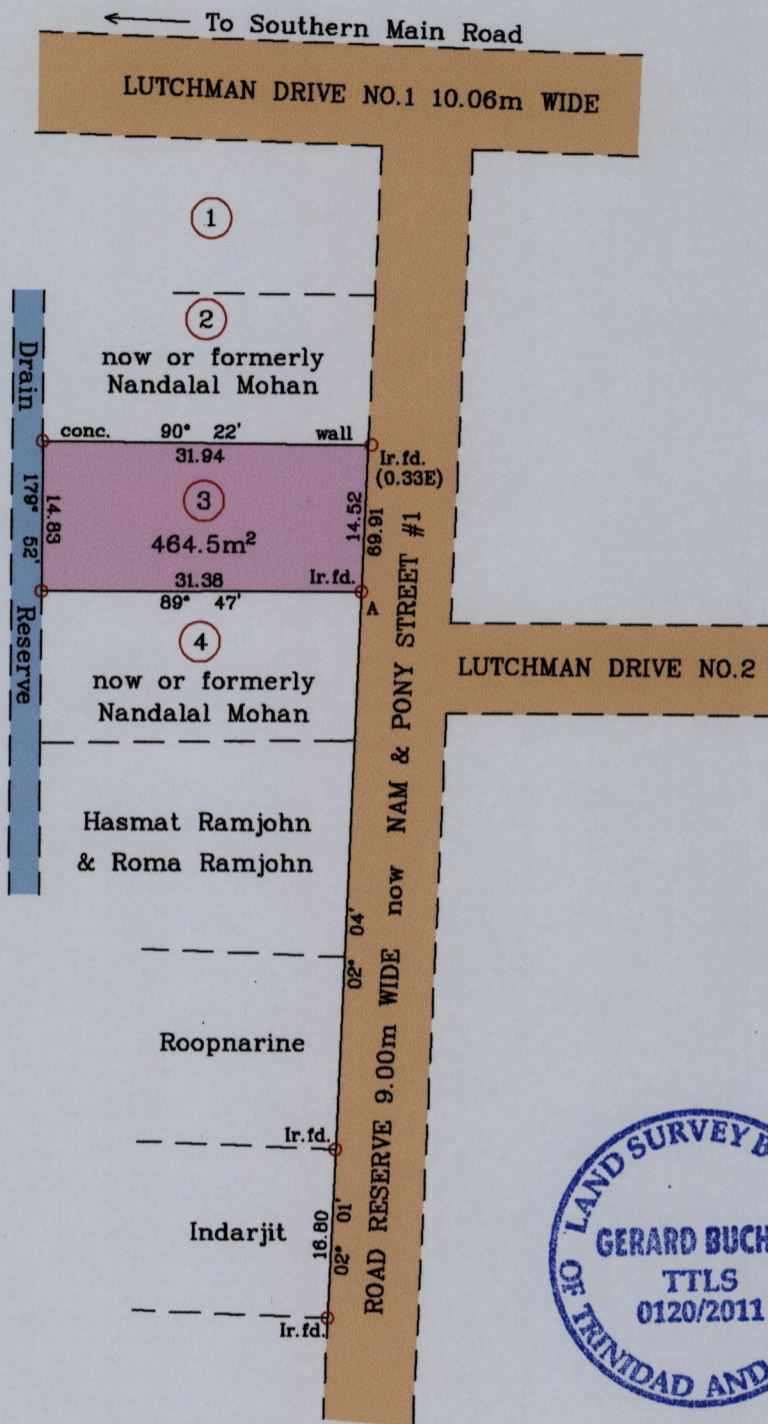 To Southern Main Road
LUTCHMAN DRIVE NO.1 10.06m WIDE
1
2
now or formerly
Nandalal Mohan
Drain
Reserve
conc. 90° 22' wall
31.94
Ir.fd.
(0.33E)
3
464.5m²
179° 52'
14.83
14.52
69.91
31.38
Ir.fd.
89° 47'
A
4
now or formerly
Nandalal Mohan
LUTCHMAN DRIVE NO.2
Hasmat Ramjohn
& Roma Ramjohn
02° 04'
ROAD RESERVE 9.00m WIDE now NAM & PONY STREET #1
Roopnarine
Ir.fd.
Indarjit
16.80
02° 01'
Ir.fd.
LAND SURVEY B
OF TRINIDAD AND
GERARD BUCH
TTLS
0120/2011